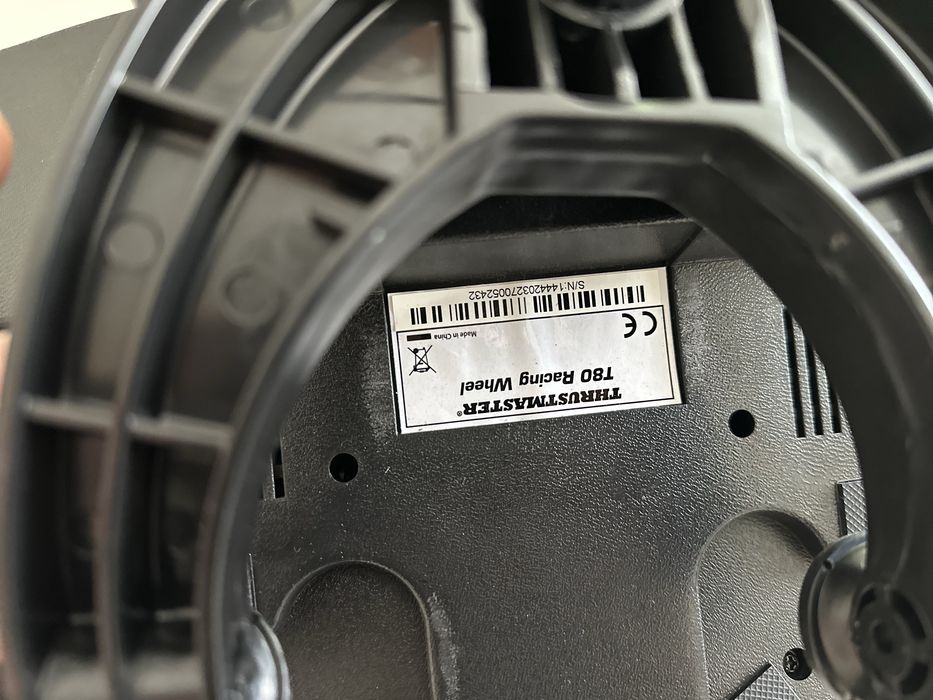 THRUSTMASTER®
T80 Racing Wheel
CE
Made in China
S/N:1444203270052432